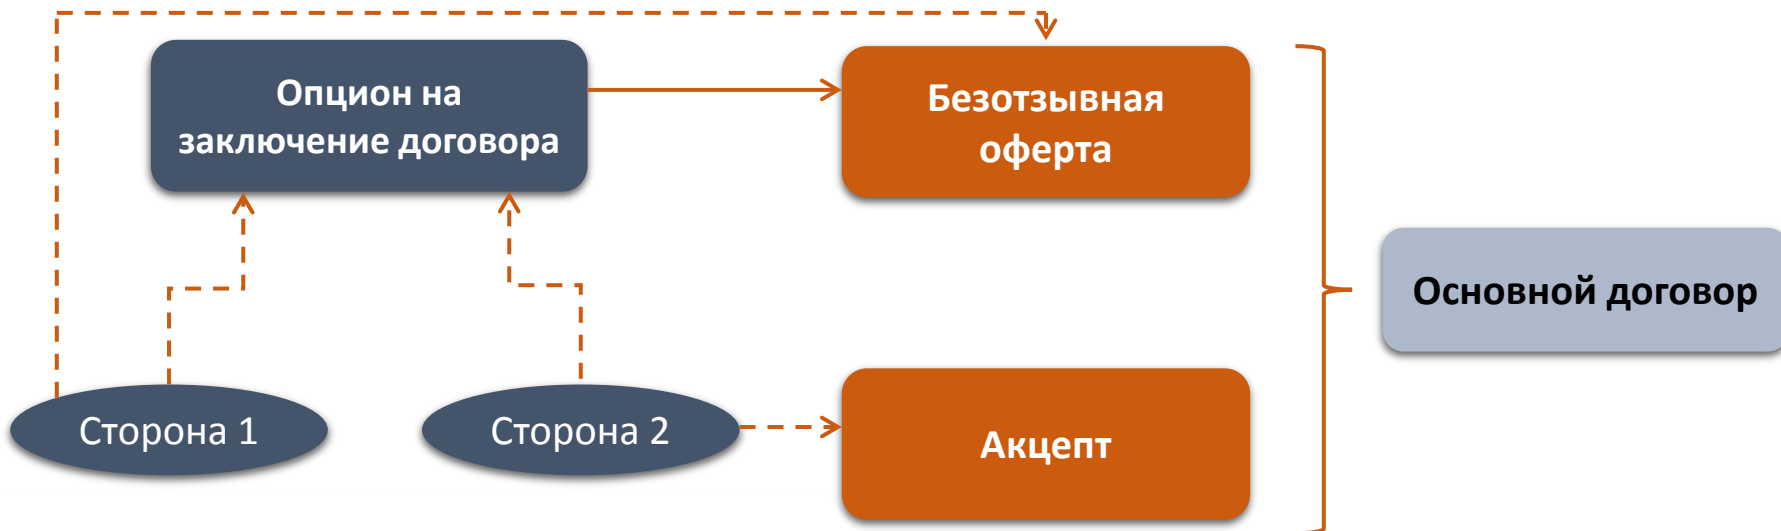 Опцион на
заключение договора
Безотзывная
оферта
Основной договор
Сторона 1
Сторона 2
Акцепт